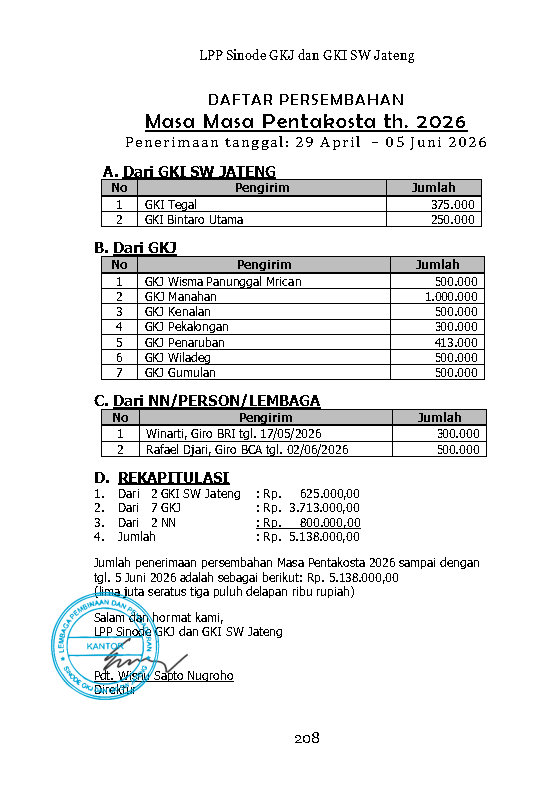 LPP Sinode GKJ dan GKI SW Jateng
DAFTAR PERSEMBAHAN
Masa Masa Pentakosta th. 2026
Penerimaan tanggal: 29 April – 05 Juni 2026
A. Dari GKI SW JATENG
No Pengirim Jumlah
1 GKI Tegal 375.000
2 GKI Bintaro Utama 250.000
B. Dari GKJ
No Pengirim Jumlah
1 GKJ Wisma Panunggal Mrican 500.000
2 GKJ Manahan 1.000.000
3 GKJ Kenalan 500.000
4 GKJ Pekalongan 300.000
5 GKJ Penaruban 413.000
6 GKJ Wiladeg 500.000
7 GKJ Gumulan 500.000
C. Dari NN/PERSON/LEMBAGA
No Pengirim Jumlah
1 Winarti, Giro BRI tgl. 17/05/2026 300.000
2 Rafael Djari, Giro BCA tgl. 02/06/2026 500.000
D. REKAPITULASI
1. Dari 2 GKI SW Jateng : Rp. 625.000,00
2. Dari 7 GKJ : Rp. 3.713.000,00
3. Dari 2 NN : Rp. 800.000,00
4. Jumlah : Rp. 5.138.000,00
Jumlah penerimaan persembahan Masa Pentakosta 2026 sampai dengan
tgl. 5 Juni 2026 adalah sebagai berikut: Rp. 5.138.000,00
(lima juta seratus tiga puluh delapan ribu rupiah)
Salam dan hormat kami,
LPP Sinode GKJ dan GKI SW Jateng
LEMBAGA PEMBINAAN DAN
KANTOR
SINODE GKJ
Pdt. Wisnu Sapto Nugroho
Direktur
208